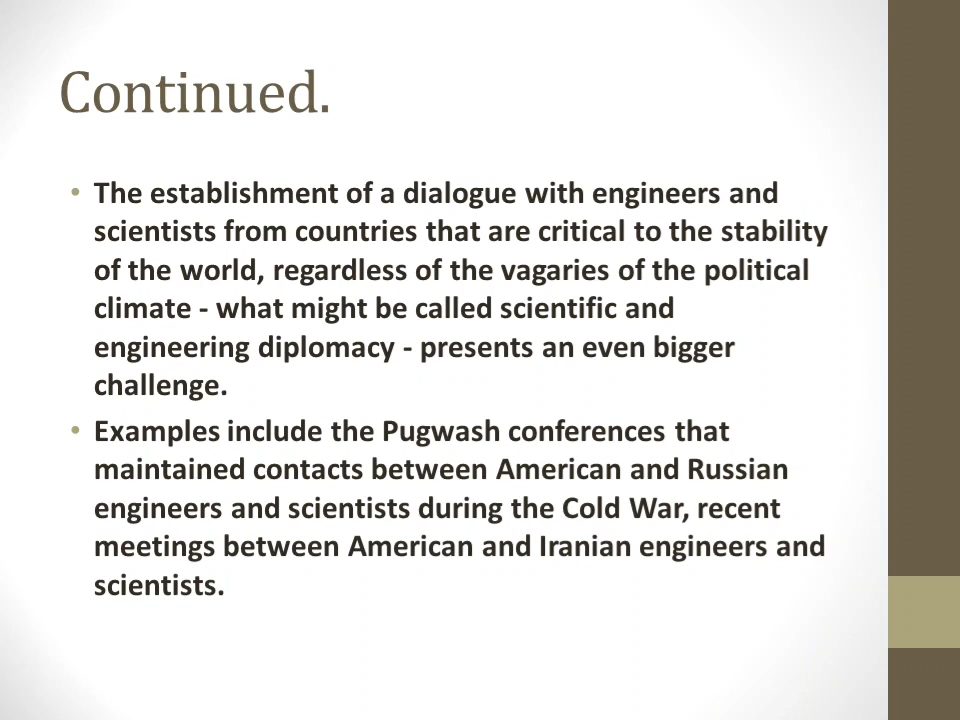 Continued.
• The establishment of a dialogue with engineers and
scientists from countries that are critical to the stability
of the world, regardless of the vagaries of the political
climate - what might be called scientific and
engineering diplomacy - presents an even bigger
challenge.
• Examples include the Pugwash conferences that
maintained contacts between American and Russian
engineers and scientists during the Cold War, recent
meetings between American and Iranian engineers and
scientists.